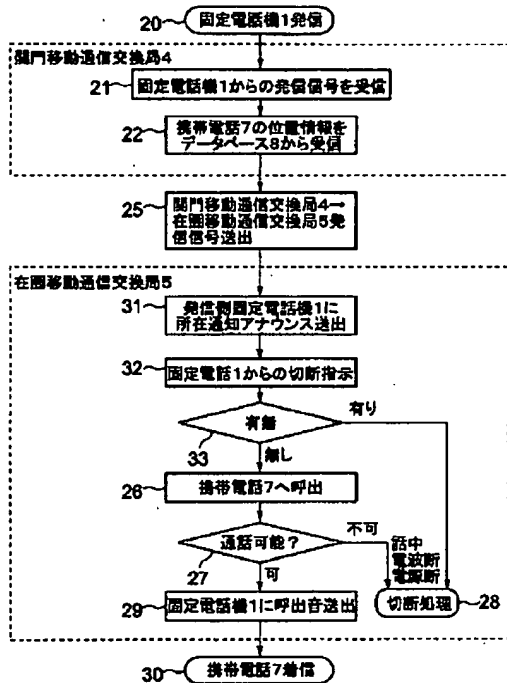 20
固定電話機1発信
関門移動通信交換局4
21
固定電話機1からの発信信号を受信
22
携帯電話7の位置情報を
データベース8から受信
25
関門移動通信交換局4→
在圏移動通信交換局5発
信信号送出
在圏移動通信交換局5
31
発信側固定電話機1に
所在通知アナウンス送出
32
固定電話1からの切断指示
有無
有り
33
無し
26
携帯電話7へ呼出
通話可能？
不可
27
可
話中
電波断
電源断
29
固定電話機1に呼出音送出
切断処理
28
30
携帯電話7着信